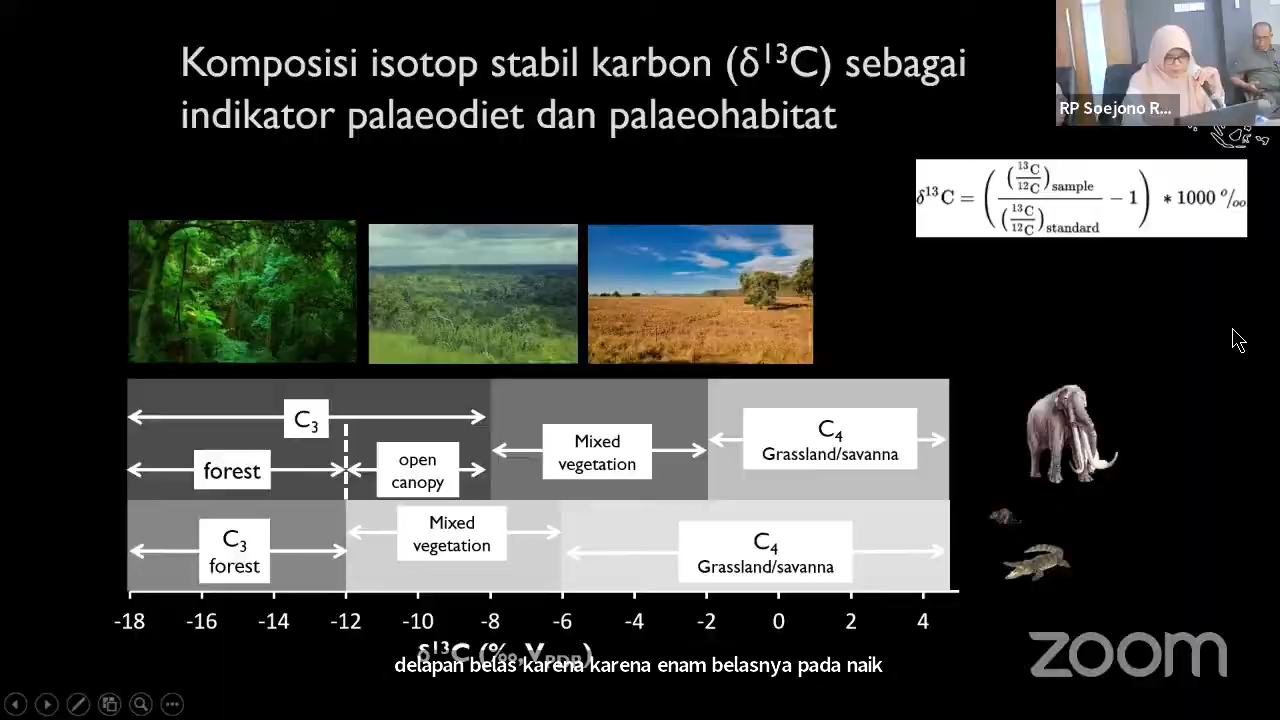 Komposisi isotop stabil karbon (δ¹³C) sebagai
indikator palaeodiet dan palaeohabitat
RP Soejono R...
δ¹³C = ( (¹³C/¹²C)sample / (¹³C/¹²C)standard − 1 ) * 1000 ‰
C₃
forest
open
canopy
Mixed
vegetation
C₄
Grassland/savanna
C₃
forest
Mixed
vegetation
C₄
Grassland/savanna
-18 -16 -14 -12 -10 -8 -6 -4 -2 0 2 4
δ¹³C (‰, VPDB)
delapan belas karena karena enam belasnya pada naik
zoom